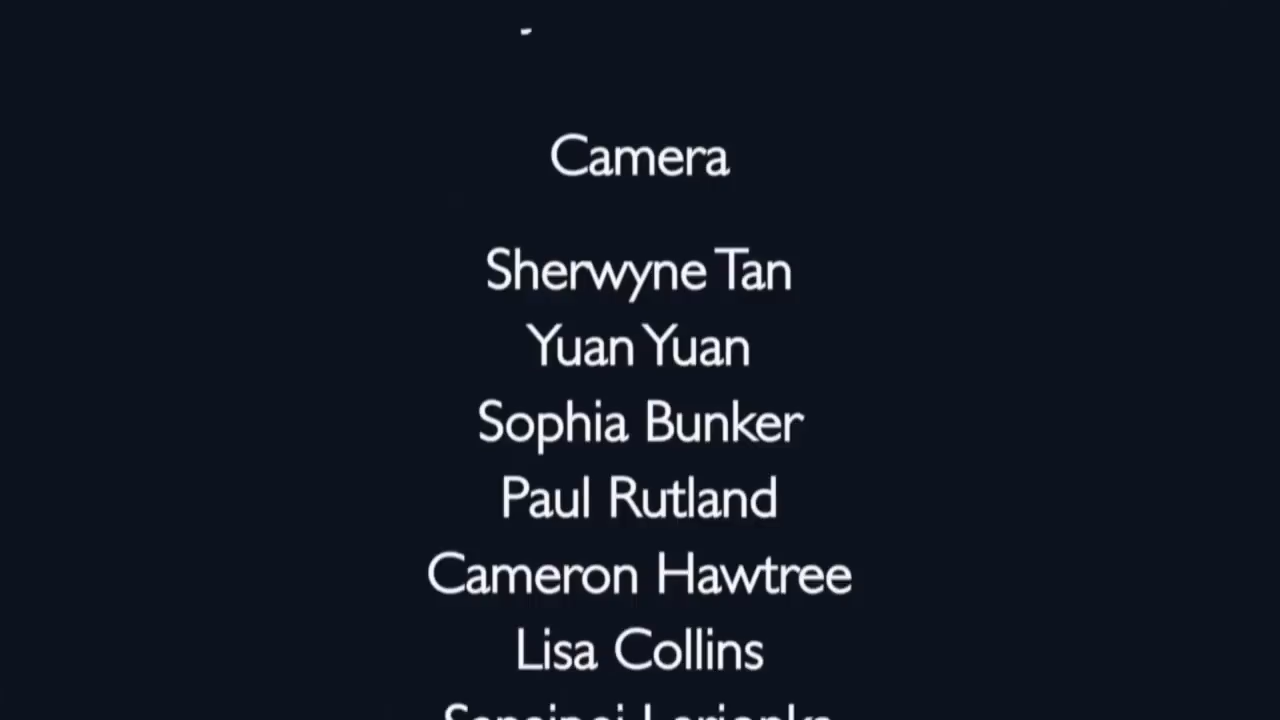 Camera
Sherwyne Tan
Yuan Yuan
Sophia Bunker
Paul Rutland
Cameron Hawtree
Lisa Collins